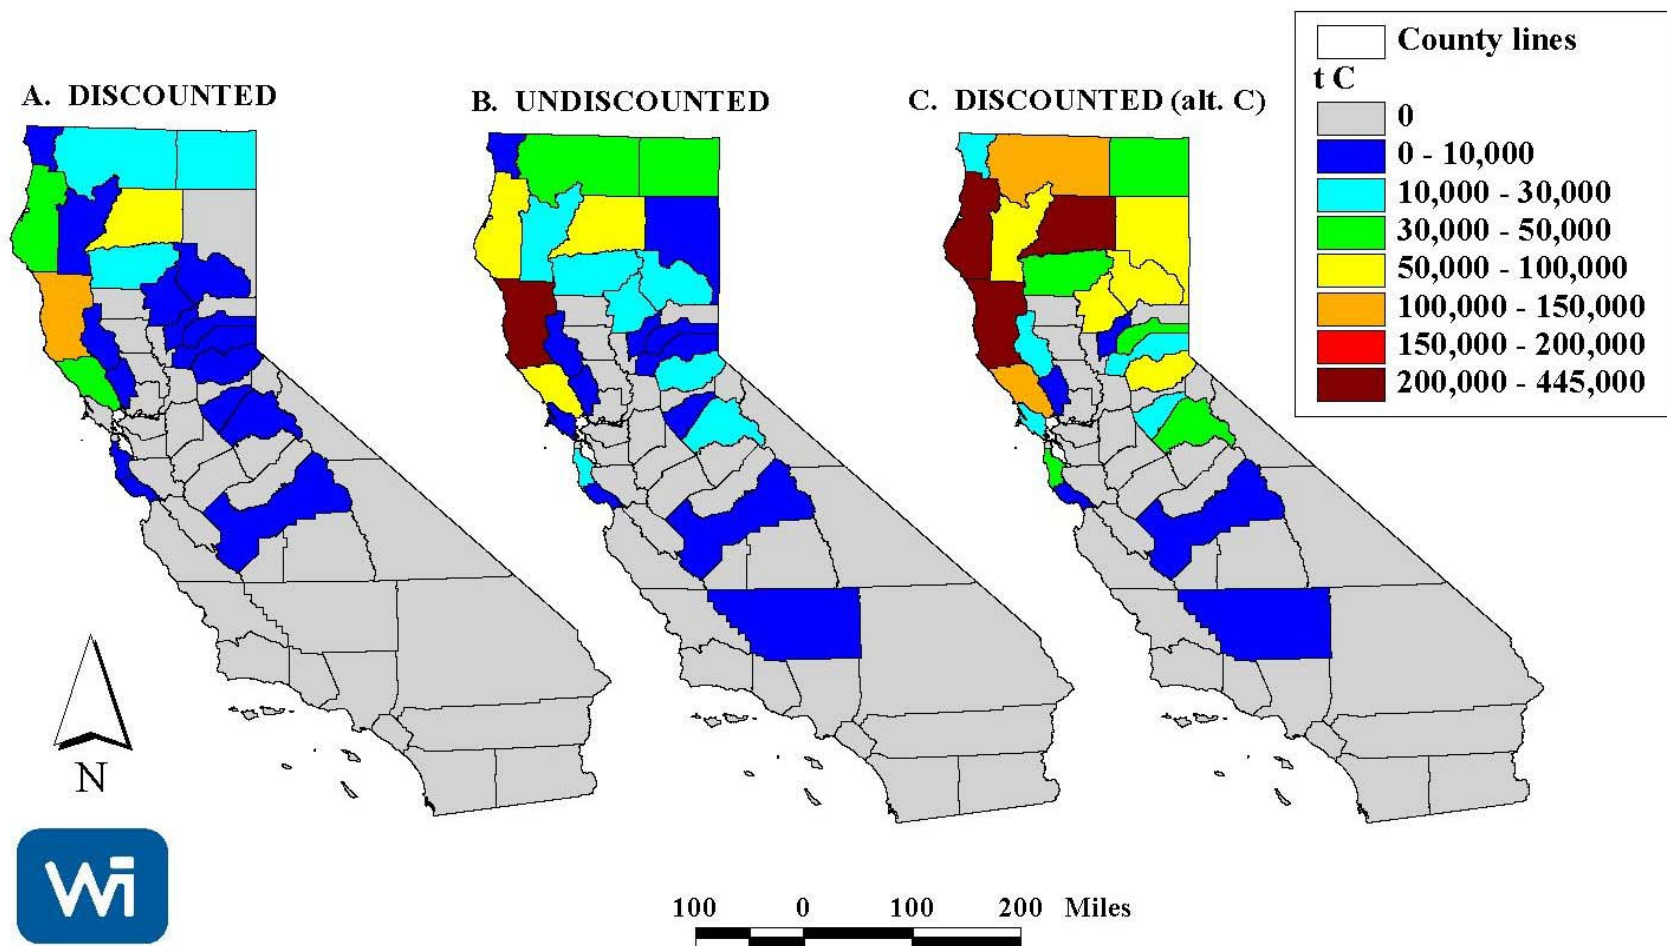 County lines
t C
0
0 - 10,000
10,000 - 30,000
30,000 - 50,000
50,000 - 100,000
100,000 - 150,000
150,000 - 200,000
200,000 - 445,000
A. DISCOUNTED
B. UNDISCOUNTED
C. DISCOUNTED (alt. C)
N
Wi
100 0 100 200 Miles